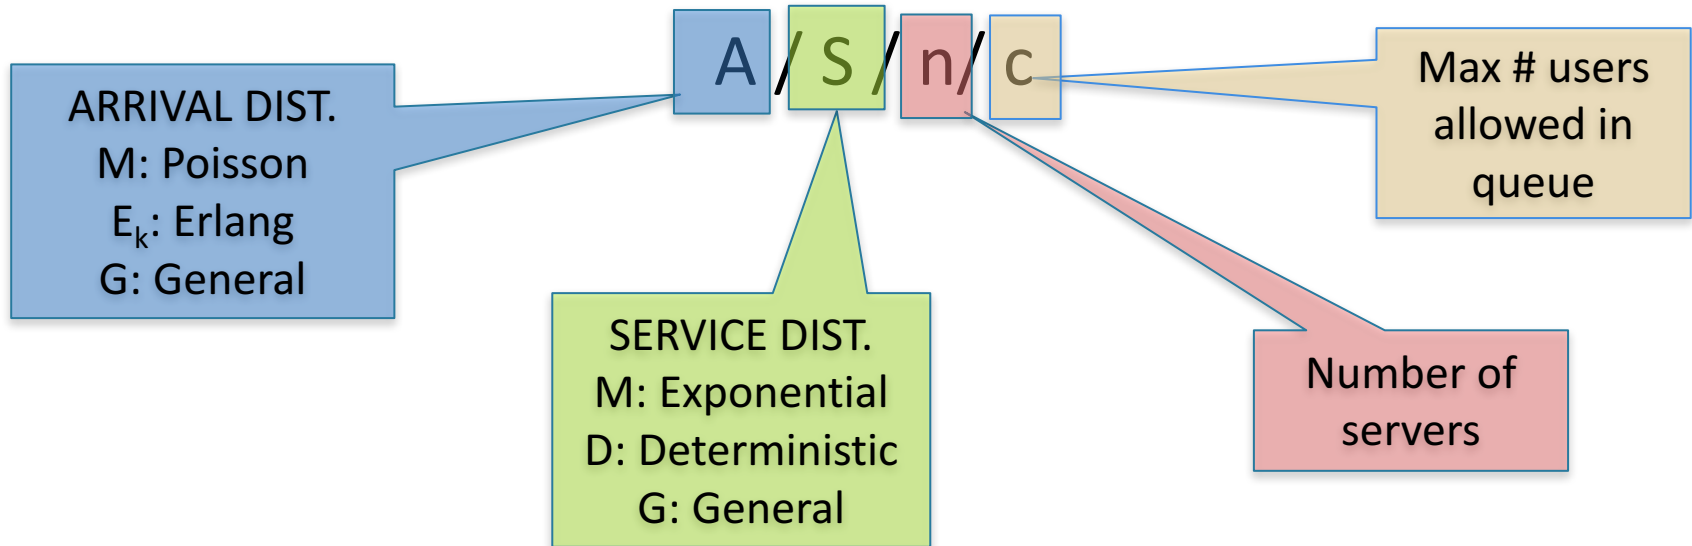 A / S / n / c
ARRIVAL DIST.
M: Poisson
Eₖ: Erlang
G: General
SERVICE DIST.
M: Exponential
D: Deterministic
G: General
Number of
servers
Max # users
allowed in
queue